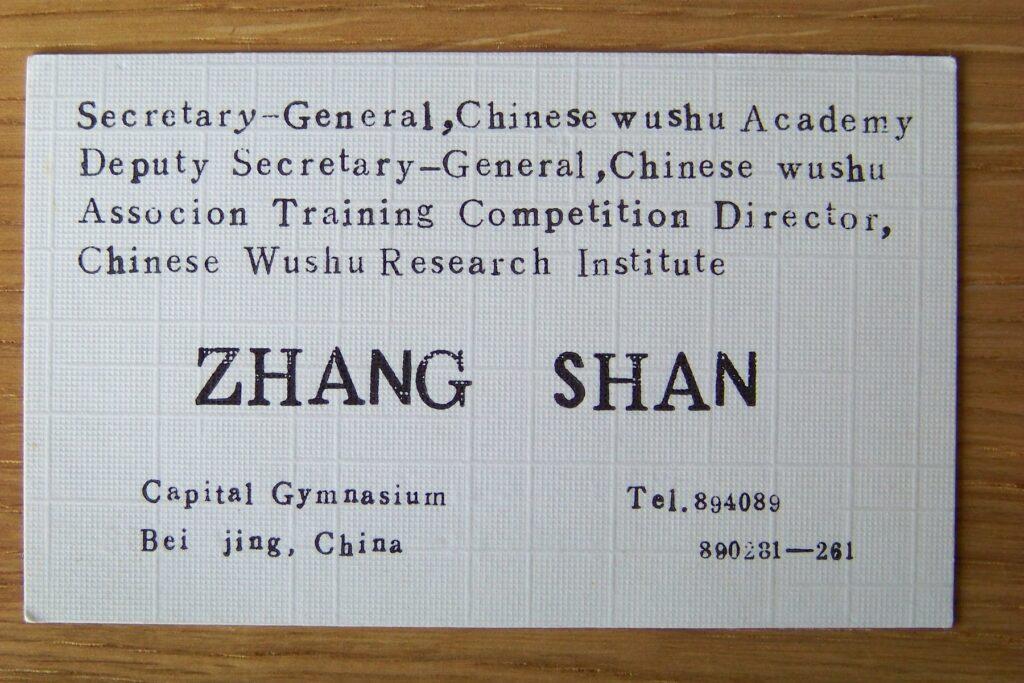 Secretary-General,Chinese wushu Academy
Deputy Secretary-General,Chinese wushu
Associon Training Competition Director,
Chinese Wushu Research Institute
ZHANG SHAN
Capital Gymnasium
Tel.894089
Bei jing, China
890281—261